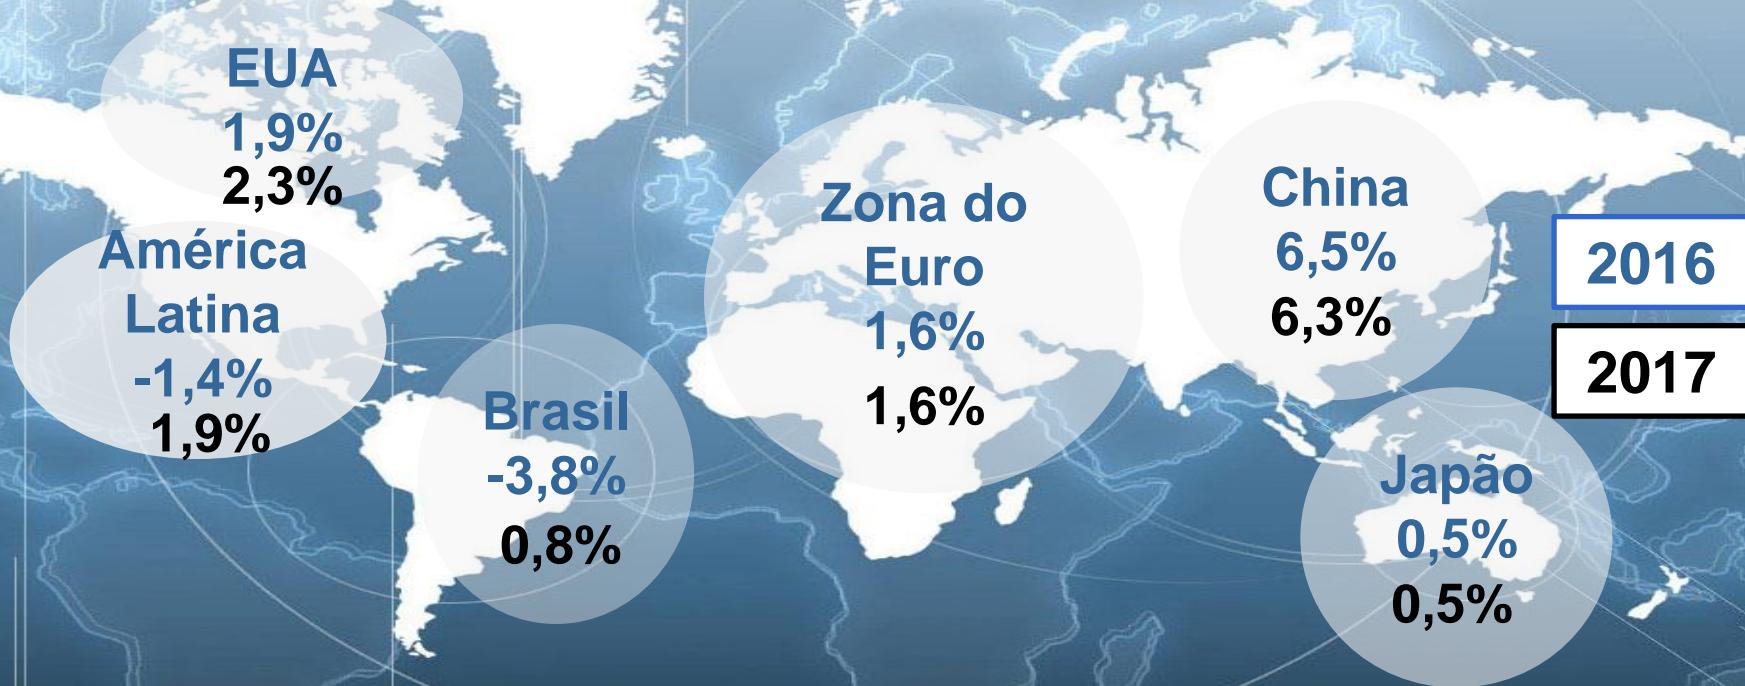 EUA
1,9%
2,3%
América
Latina
-1,4%
1,9%
Brasil
-3,8%
0,8%
Zona do
Euro
1,6%
1,6%
China
6,5%
6,3%
Japão
0,5%
0,5%
2016
2017